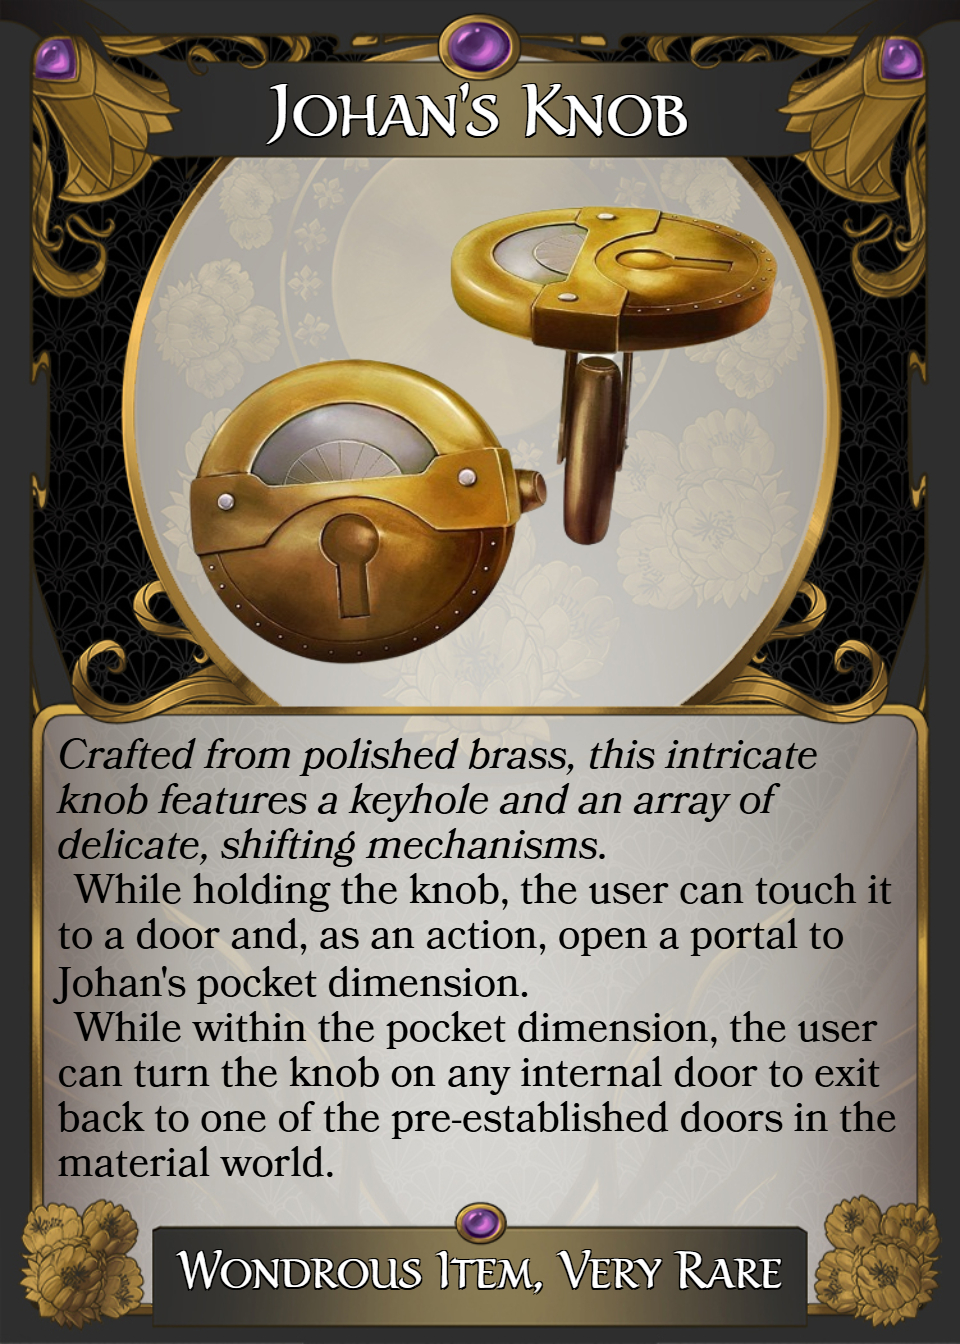 Johan's Knob
Crafted from polished brass, this intricate
knob features a keyhole and an array of
delicate, shifting mechanisms.
While holding the knob, the user can touch it
to a door and, as an action, open a portal to
Johan's pocket dimension.
While within the pocket dimension, the user
can turn the knob on any internal door to exit
back to one of the pre-established doors in the
material world.
Wondrous Item, Very Rare